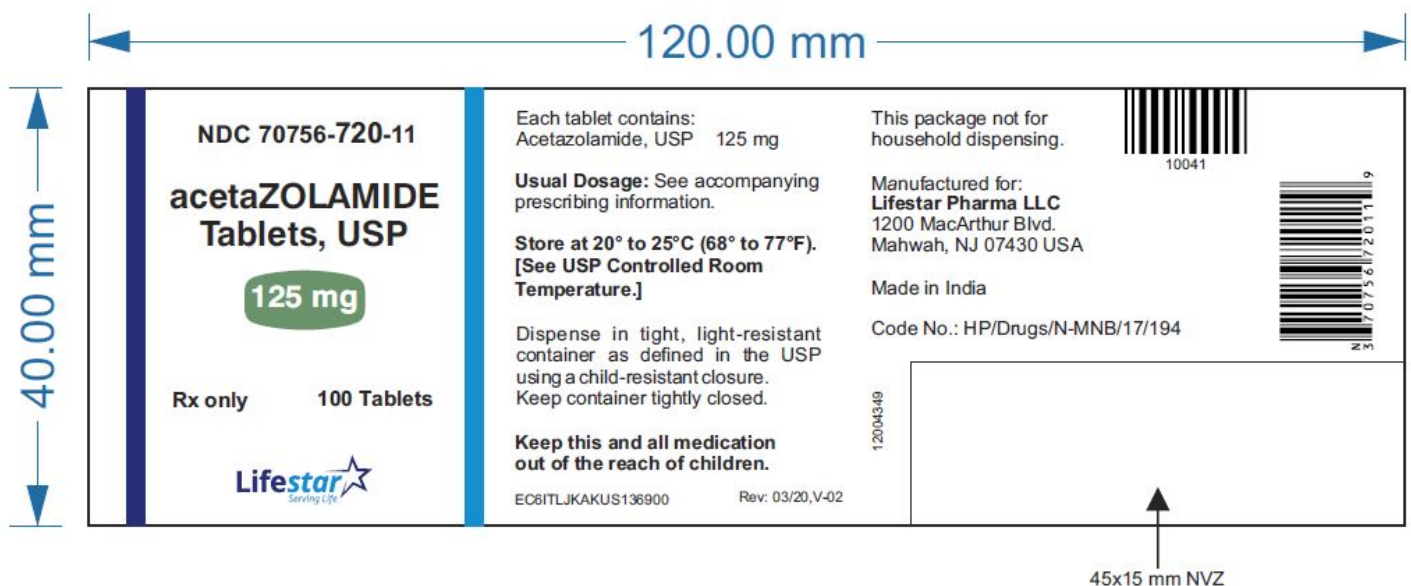 120.00 mm
40.00 mm
NDC 70756-720-11
acetaZOLAMIDE
Tablets, USP
125 mg
Rx only 100 Tablets
Lifestar
Serving Life
Each tablet contains:
Acetazolamide, USP 125 mg
Usual Dosage: See accompanying
prescribing information.
Store at 20° to 25°C (68° to 77°F).
[See USP Controlled Room
Temperature.]
Dispense in tight, light-resistant
container as defined in the USP
using a child-resistant closure.
Keep container tightly closed.
Keep this and all medication
out of the reach of children.
EC6ITLJKAKUS136900 Rev: 03/20,V-02
This package not for
household dispensing.
Manufactured for:
Lifestar Pharma LLC
1200 MacArthur Blvd.
Mahwah, NJ 07430 USA
Made in India
Code No.: HP/Drugs/N-MNB/17/194
12004349
10041
N 3 70756 72011 9
45x15 mm NVZ